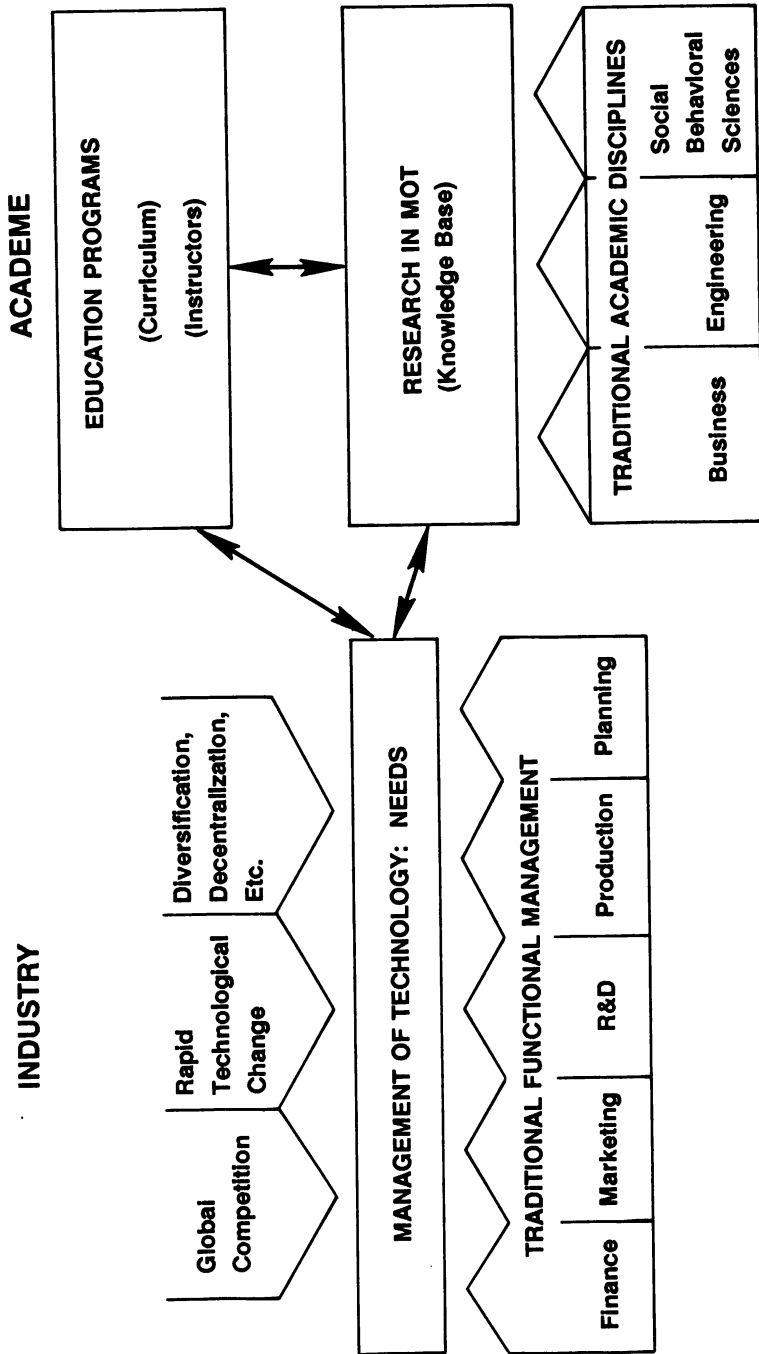 INDUSTRY
Global
Competition
Rapid
Technological
Change
Diversification,
Decentralization,
Etc.
MANAGEMENT OF TECHNOLOGY: NEEDS
TRADITIONAL FUNCTIONAL MANAGEMENT
Finance
Marketing
R&D
Production
Planning
ACADEME
EDUCATION PROGRAMS
(Curriculum)
(Instructors)
RESEARCH IN MOT
(Knowledge Base)
TRADITIONAL ACADEMIC DISCIPLINES
Business
Engineering
Social
Behavioral
Sciences